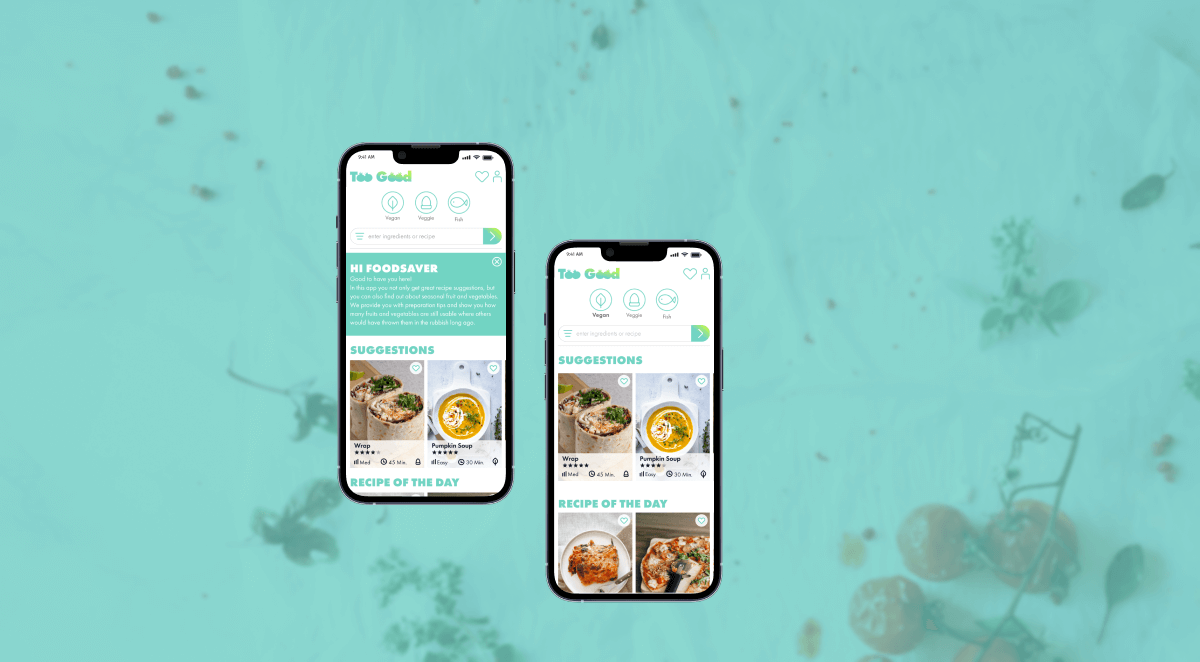 9:41 AM
Too Good
Vegan
Veggie
Fish
enter ingredients or recipe
HI FOODSAVER
Good to have you here!
In this app you not only get great recipe suggestions, but
you can also find out about seasonal fruit and vegetables.
We provide you with preparation tips and show you how
many fruits and vegetables are still usable where others
would have thrown them in the rubbish long ago.
SUGGESTIONS
Wrap
Pumpkin Soup
Med
45 Min.
Easy
30 Min
RECIPE OF THE DAY
9:41 AM
Too Good
Vegan
Veggie
Fish
enter ingredients or recipe
SUGGESTIONS
Wrap
Pumpkin Soup
Med
45 Min.
Easy
30 Min.
RECIPE OF THE DAY